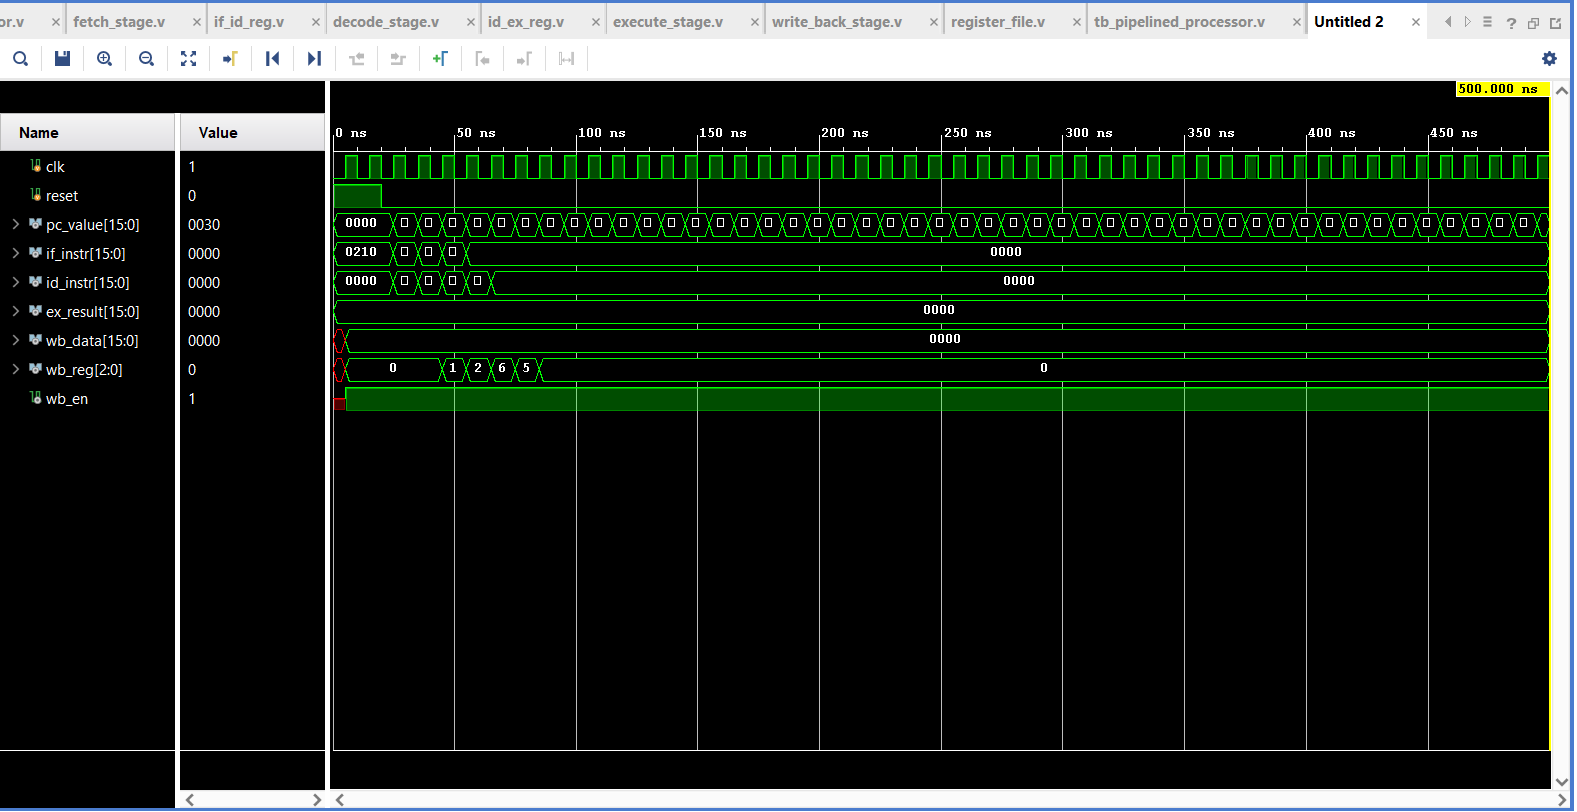 or.v fetch_stage.v if_id_reg.v decode_stage.v id_ex_reg.v execute_stage.v write_back_stage.v register_file.v tb_pipelined_processor.v Untitled 2
500.000 ns
Name Value
0 ns 50 ns 100 ns 150 ns 200 ns 250 ns 300 ns 350 ns 400 ns 450 ns
clk 1
reset 0
pc_value[15:0] 0030 0000
if_instr[15:0] 0000 0210 0000
id_instr[15:0] 0000 0000 0000
ex_result[15:0] 0000 0000
wb_data[15:0] 0000 0000
wb_reg[2:0] 0 0 1 2 6 5 0
wb_en 1